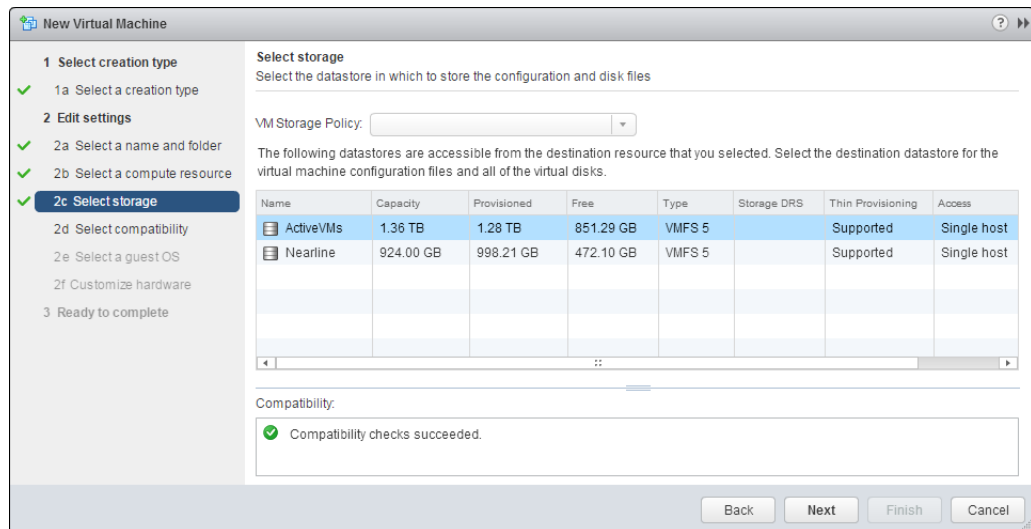 New Virtual Machine
1 Select creation type
1a Select a creation type
2 Edit settings
2a Select a name and folder
2b Select a compute resource
2c Select storage
2d Select compatibility
2e Select a guest OS
2f Customize hardware
3 Ready to complete
Select storage
Select the datastore in which to store the configuration and disk files
VM Storage Policy:
The following datastores are accessible from the destination resource that you selected. Select the destination datastore for the
virtual machine configuration files and all of the virtual disks.
Name Capacity Provisioned Free Type Storage DRS Thin Provisioning Access
ActiveVMs 1.36 TB 1.28 TB 851.29 GB VMFS 5 Supported Single host
Nearline 924.00 GB 998.21 GB 472.10 GB VMFS 5 Supported Single host
Compatibility:
Compatibility checks succeeded.
Back Next Finish Cancel